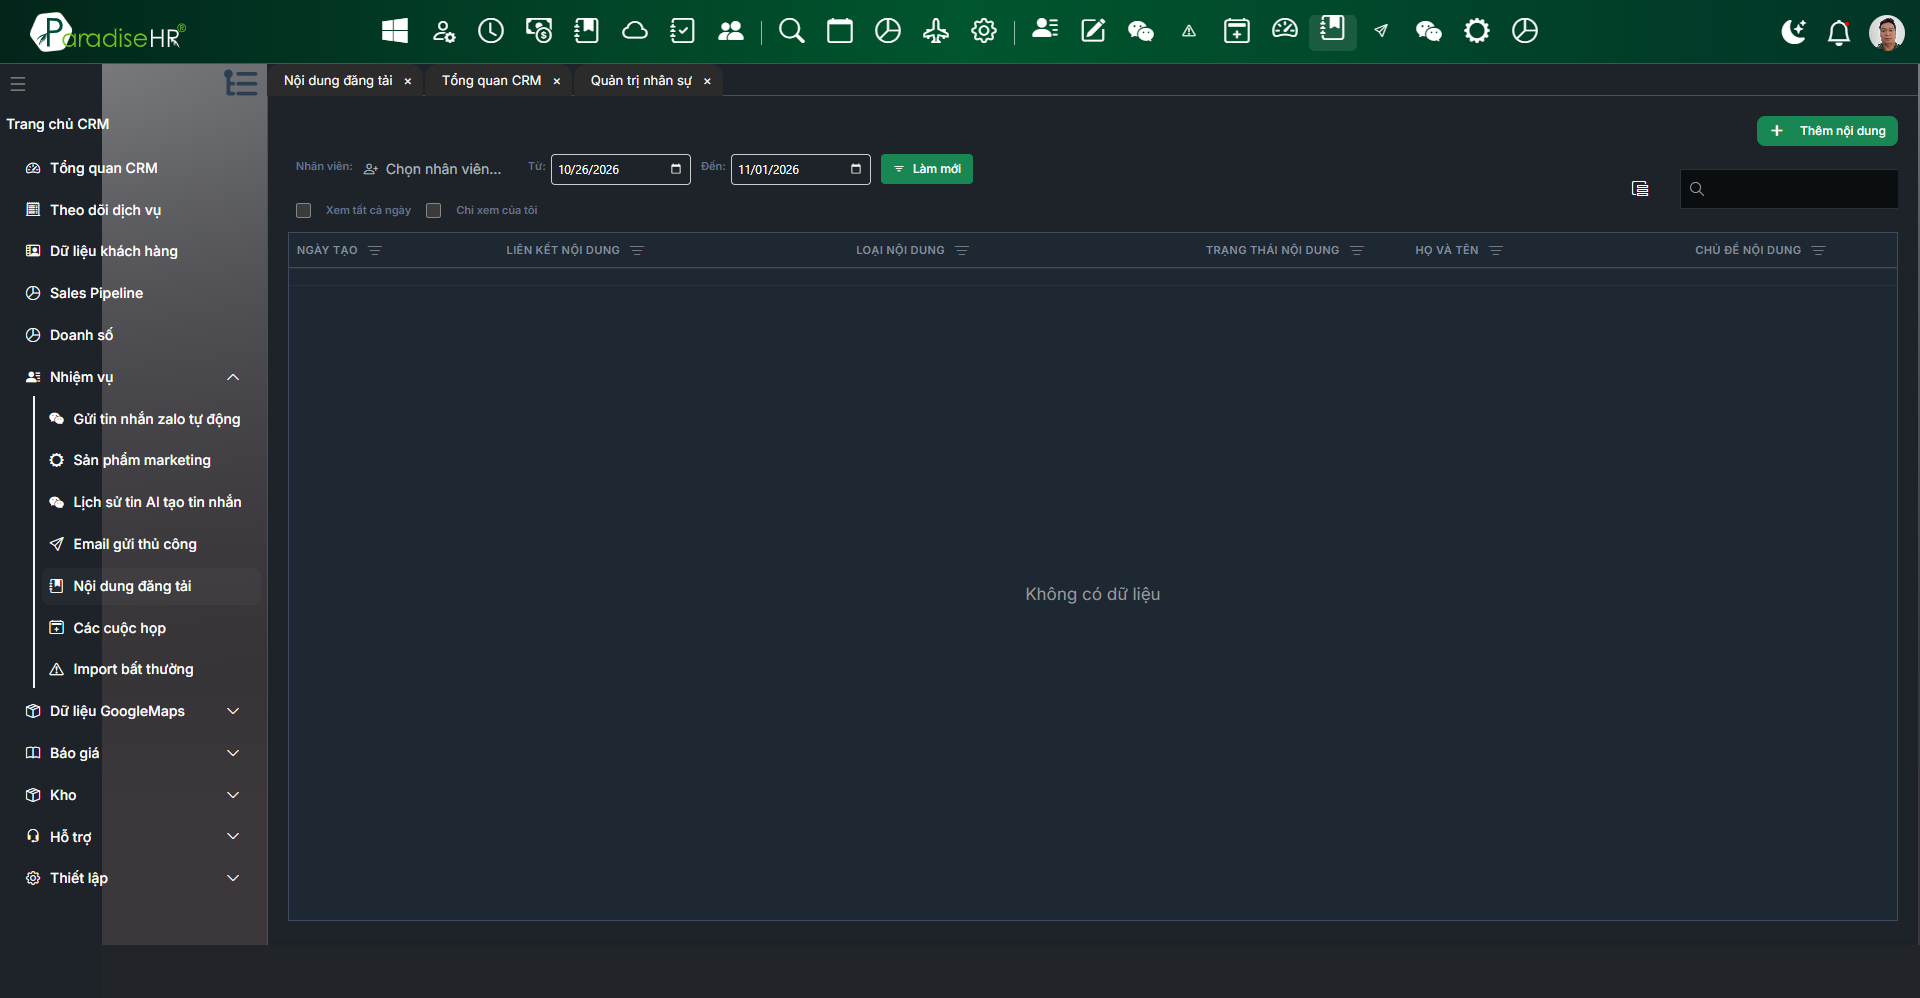 ParadiseHR®
Nội dung đăng tải ×
Tổng quan CRM ×
Quản trị nhân sự ×
Trang chủ CRM
Tổng quan CRM
Theo dõi dịch vụ
Dữ liệu khách hàng
Sales Pipeline
Doanh số
Nhiệm vụ
Gửi tin nhắn zalo tự động
Sản phẩm marketing
Lịch sử tin AI tạo tin nhắn
Email gửi thủ công
Nội dung đăng tải
Các cuộc họp
Import bất thường
Dữ liệu GoogleMaps
Báo giá
Kho
Hỗ trợ
Thiết lập
+ Thêm nội dung
Nhân viên: Chọn nhân viên... Từ: 10/26/2026 Đến: 11/01/2026 Làm mới
Xem tất cả ngày Chỉ xem của tôi
NGÀY TẠO LIÊN KẾT NỘI DUNG LOẠI NỘI DUNG TRẠNG THÁI NỘI DUNG HỌ VÀ TÊN CHỦ ĐỀ NỘI DUNG
Không có dữ liệu